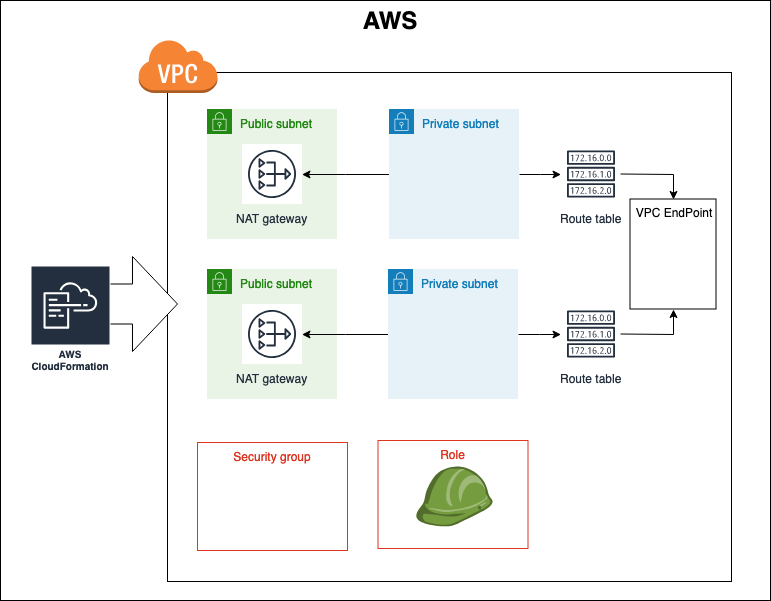 AWS
VPC
Public subnet
Private subnet
172.16.0.0
172.16.1.0
172.16.2.0
NAT gateway
Route table
VPC EndPoint
Public subnet
Private subnet
172.16.0.0
172.16.1.0
172.16.2.0
NAT gateway
Route table
AWS
CloudFormation
Security group
Role